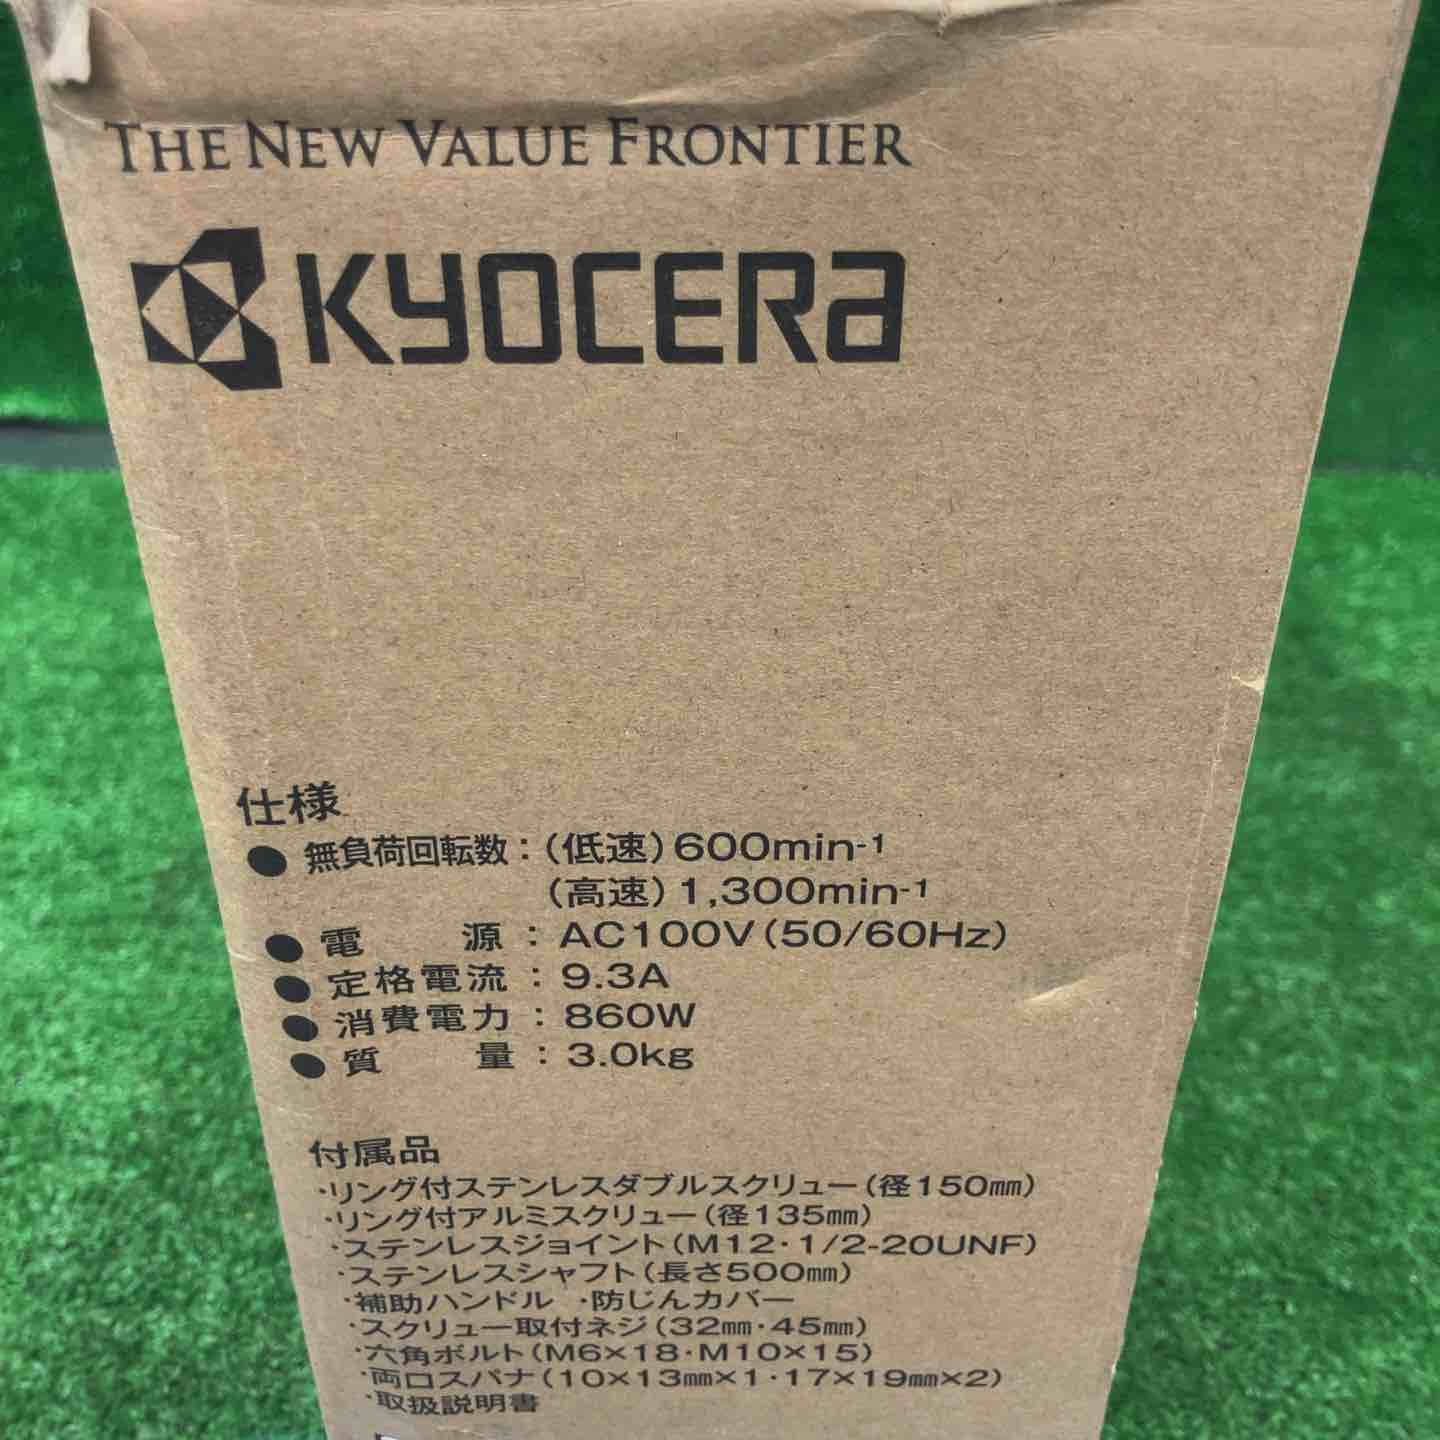 THE NEW VALUE FRONTIER
KYOCERA
仕様
● 無負荷回転数：（低速）600min-1
（高速）1,300min-1
● 電源：AC100V（50/60Hz）
● 定格電流：9.3A
● 消費電力：860W
● 質量：3.0kg
付属品
・リング付ステンレスダブルスクリュー（径150㎜）
・リング付アルミスクリュー（径135㎜）
・ステンレスジョイント（M12・1/2-20UNF）
・ステンレスシャフト（長さ500㎜）
・補助ハンドル ・防じんカバー
・スクリュー取付ネジ（32㎜・45㎜）
・六角ボルト（M6×18・M10×15）
・両口スパナ（10×13㎜×1・17×19㎜×2）
・取扱説明書